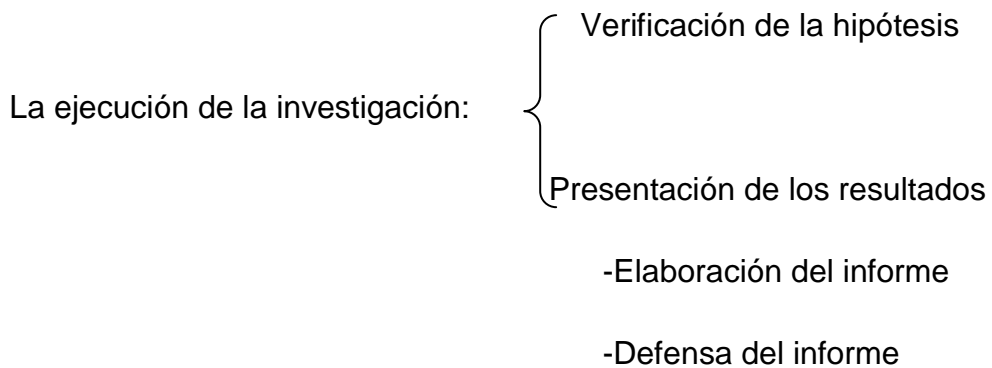 Verificación de la hipótesis
La ejecución de la investigación:
Presentación de los resultados
-Elaboración del informe
-Defensa del informe